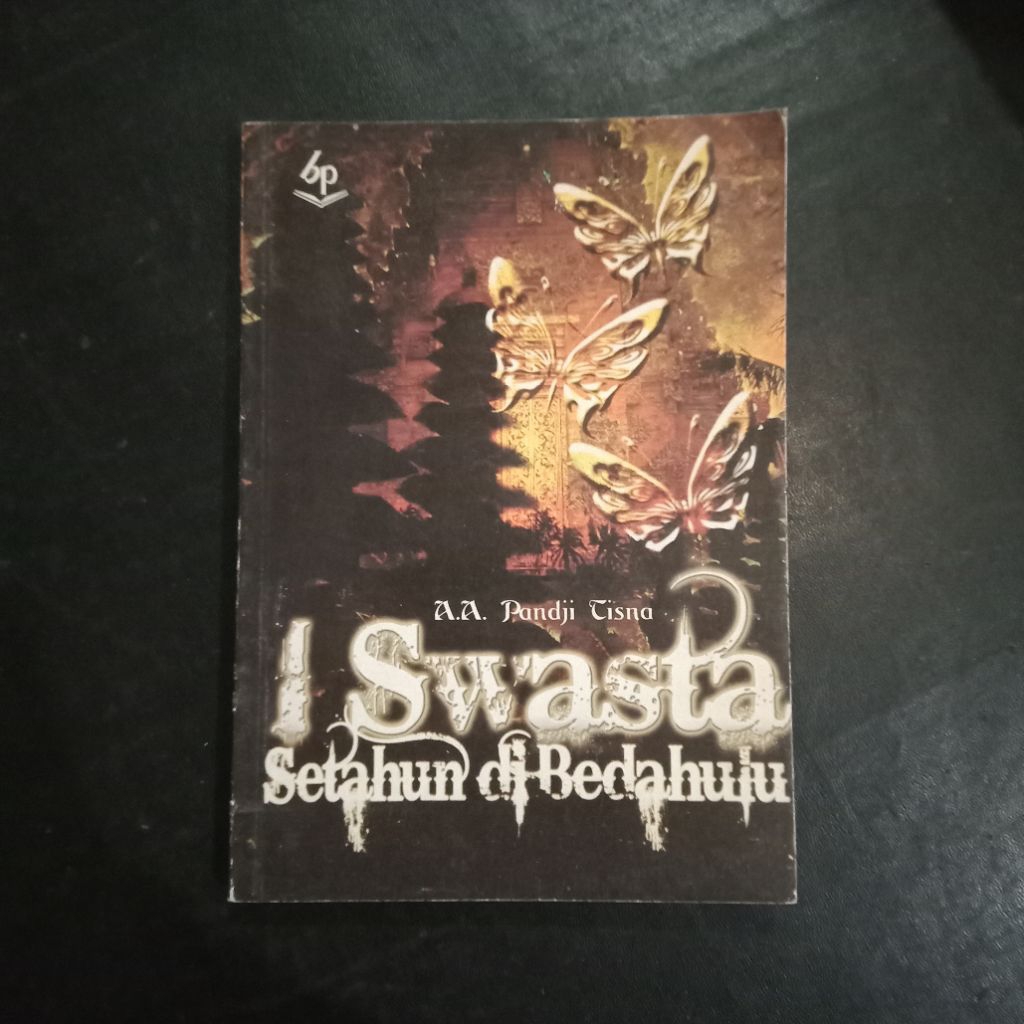 bp
A.A. Pandji Tisna
I Swasta
Setahun di Bedahulu